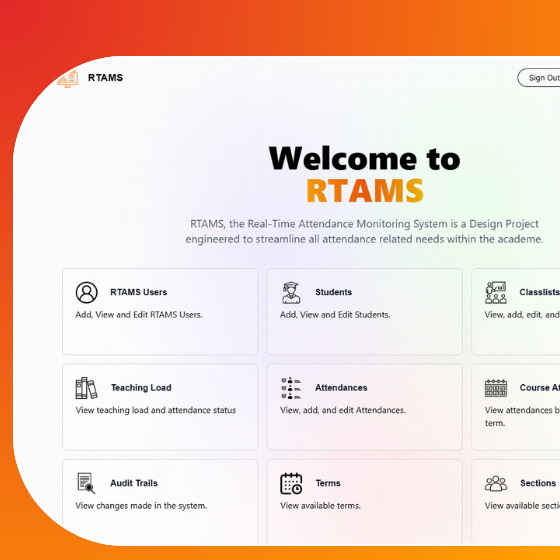 RTAMS
Sign Out
Welcome to
RTAMS
RTAMS, the Real-Time Attendance Monitoring System is a Design Project
engineered to streamline all attendance related needs within the academe.
RTAMS Users
Add, View and Edit RTAMS Users.
Students
Add, View and Edit Students.
Classlists
View, add, edit, and
Teaching Load
View teaching load and attendance status
Attendances
View, add, and edit Attendances.
Course
View attendances
term.
Audit Trails
View changes made in the system.
Terms
View available terms.
Sections
View available